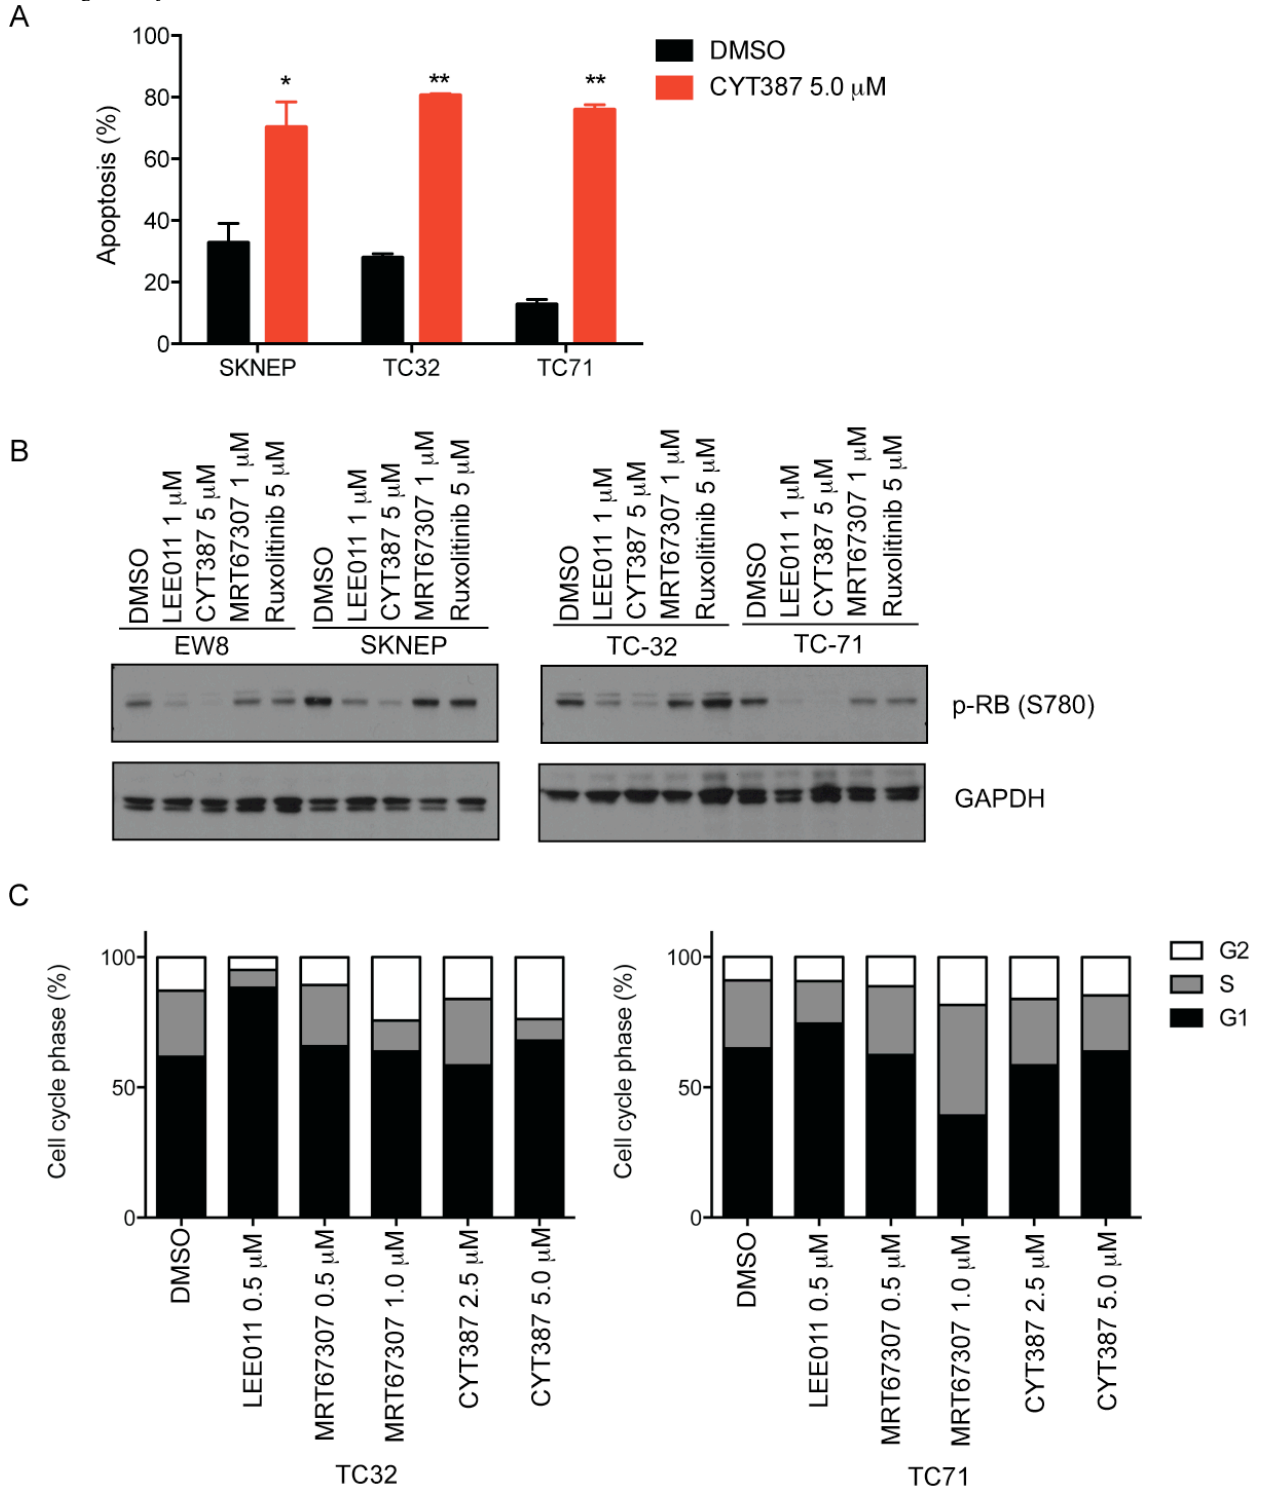 A
100
80
60
40
20
0
Apoptosis (%)
* ** **
SKNEP TC32 TC71
DMSO
CYT387 5.0 μM
B
DMSO
LEE011 1 μM
CYT387 5 μM
MRT67307 1 μM
Ruxolitinib 5 μM
DMSO
LEE011 1 μM
CYT387 5 μM
MRT67307 1 μM
Ruxolitinib 5 μM
DMSO
LEE011 1 μM
CYT387 5 μM
MRT67307 1 μM
Ruxolitinib 5 μM
DMSO
LEE011 1 μM
CYT387 5 μM
MRT67307 1 μM
Ruxolitinib 5 μM
EW8 SKNEP TC-32 TC-71
p-RB (S780)
GAPDH
C
100
50
0
Cell cycle phase (%)
DMSO
LEE011 0.5 μM
MRT67307 0.5 μM
MRT67307 1.0 μM
CYT387 2.5 μM
CYT387 5.0 μM
TC32
100
50
0
Cell cycle phase (%)
DMSO
LEE011 0.5 μM
MRT67307 0.5 μM
MRT67307 1.0 μM
CYT387 2.5 μM
CYT387 5.0 μM
TC71
G2
S
G1